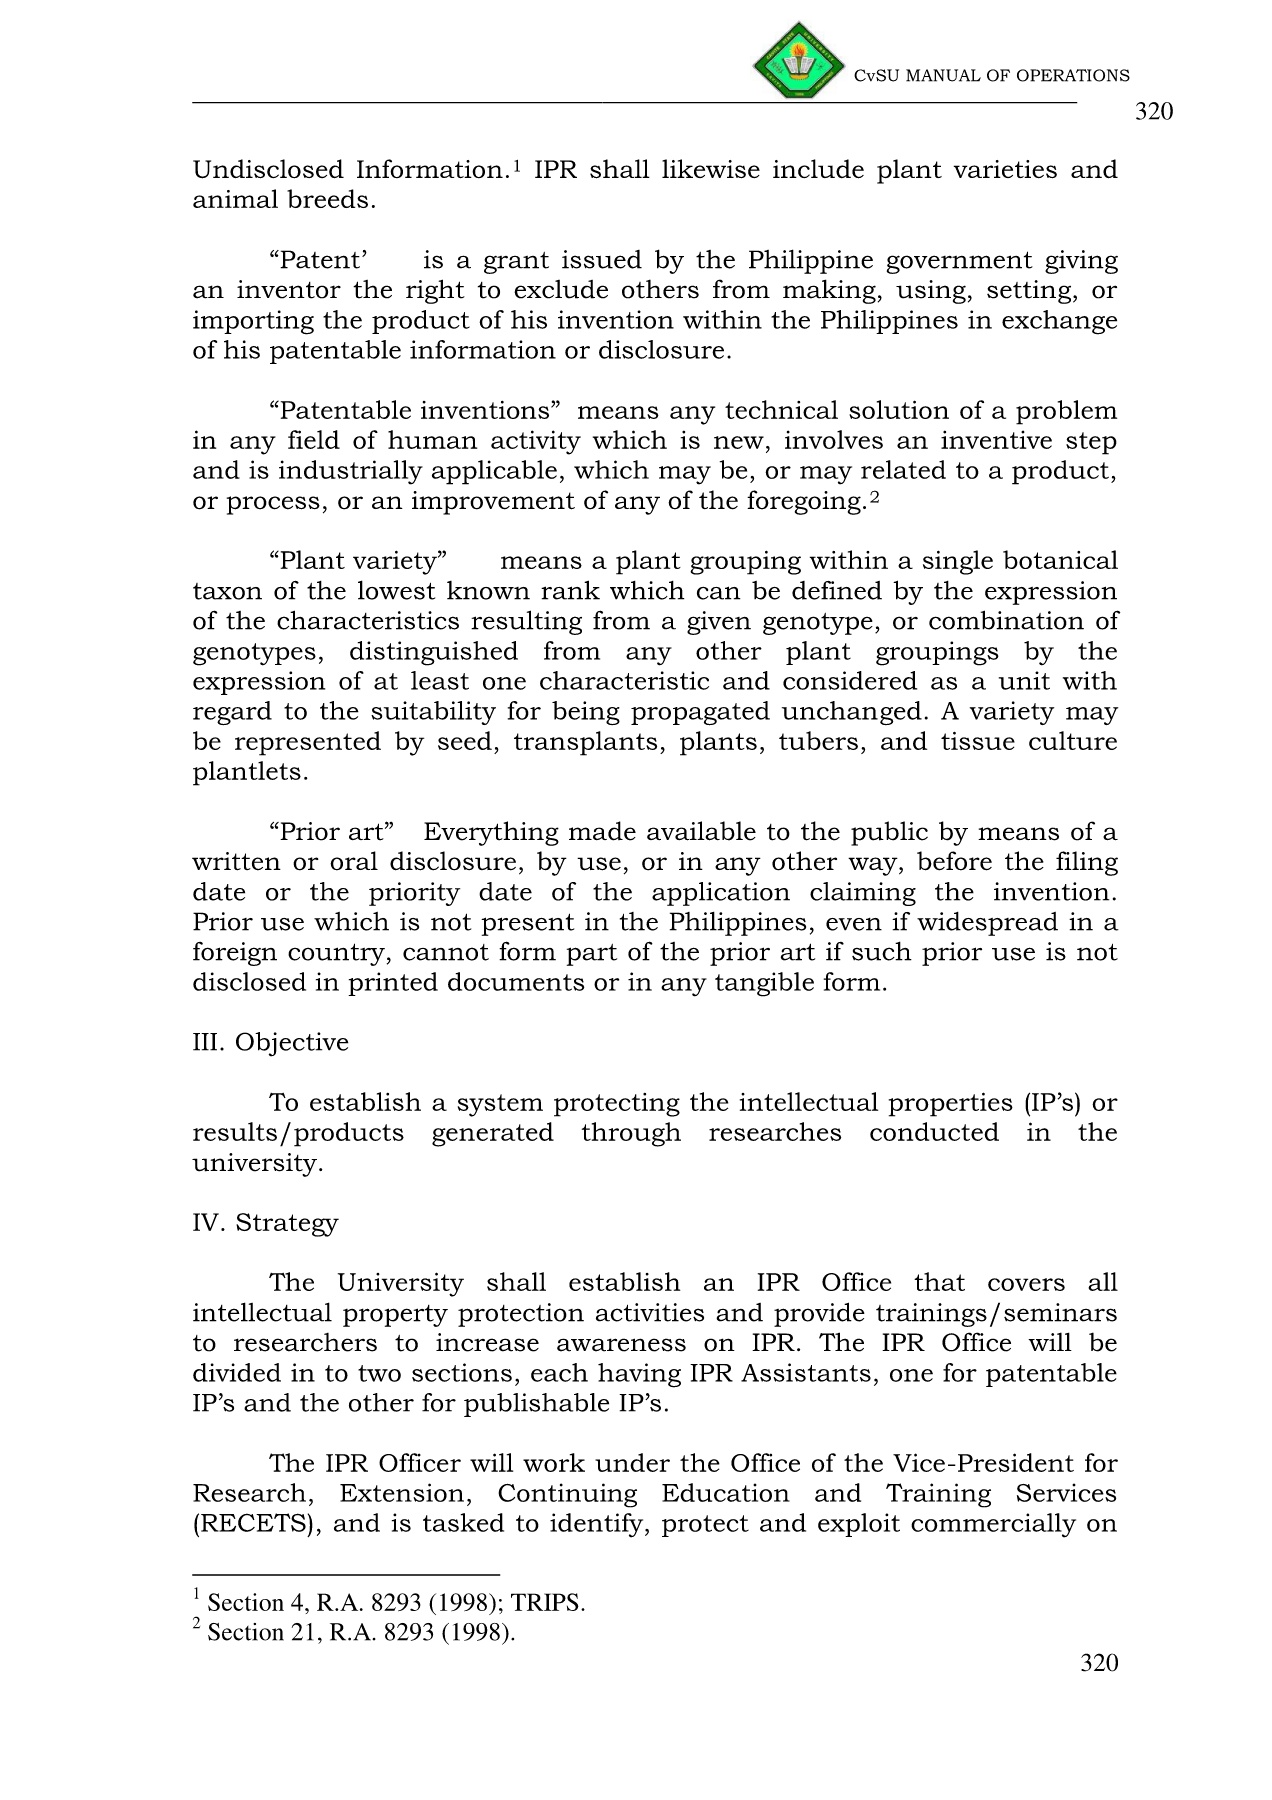 CvSU MANUAL OF OPERATIONS
320
Undisclosed Information.¹ IPR shall likewise include plant varieties and
animal breeds.
“Patent’ is a grant issued by the Philippine government giving
an inventor the right to exclude others from making, using, setting, or
importing the product of his invention within the Philippines in exchange
of his patentable information or disclosure.
“Patentable inventions” means any technical solution of a problem
in any field of human activity which is new, involves an inventive step
and is industrially applicable, which may be, or may related to a product,
or process, or an improvement of any of the foregoing.²
“Plant variety” means a plant grouping within a single botanical
taxon of the lowest known rank which can be defined by the expression
of the characteristics resulting from a given genotype, or combination of
genotypes, distinguished from any other plant groupings by the
expression of at least one characteristic and considered as a unit with
regard to the suitability for being propagated unchanged. A variety may
be represented by seed, transplants, plants, tubers, and tissue culture
plantlets.
“Prior art” Everything made available to the public by means of a
written or oral disclosure, by use, or in any other way, before the filing
date or the priority date of the application claiming the invention.
Prior use which is not present in the Philippines, even if widespread in a
foreign country, cannot form part of the prior art if such prior use is not
disclosed in printed documents or in any tangible form.
III. Objective
To establish a system protecting the intellectual properties (IP’s) or
results/products generated through researches conducted in the
university.
IV. Strategy
The University shall establish an IPR Office that covers all
intellectual property protection activities and provide trainings/seminars
to researchers to increase awareness on IPR. The IPR Office will be
divided in to two sections, each having IPR Assistants, one for patentable
IP’s and the other for publishable IP’s.
The IPR Officer will work under the Office of the Vice-President for
Research, Extension, Continuing Education and Training Services
(RECETS), and is tasked to identify, protect and exploit commercially on
¹ Section 4, R.A. 8293 (1998); TRIPS.
² Section 21, R.A. 8293 (1998).
320